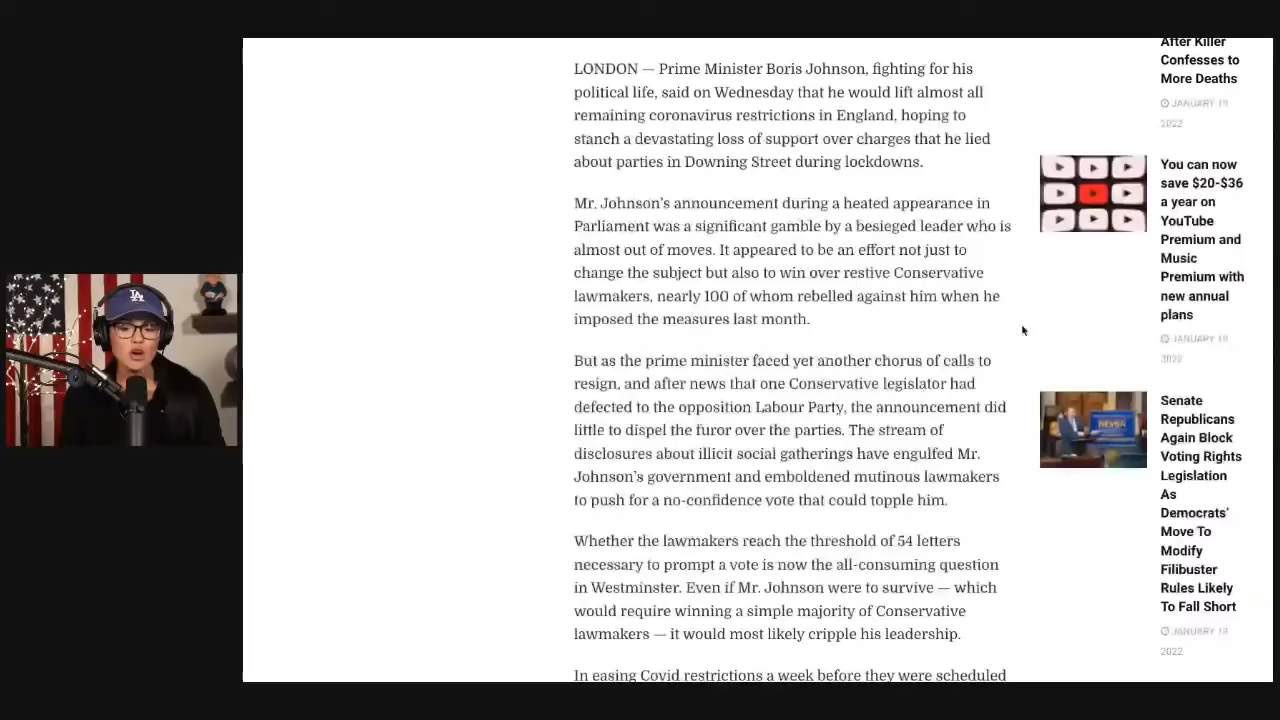 LONDON — Prime Minister Boris Johnson, fighting for his
political life, said on Wednesday that he would lift almost all
remaining coronavirus restrictions in England, hoping to
stanch a devastating loss of support over charges that he lied
about parties in Downing Street during lockdowns.
Mr. Johnson’s announcement during a heated appearance in
Parliament was a significant gamble by a besieged leader who is
almost out of moves. It appeared to be an effort not just to
change the subject but also to win over restive Conservative
lawmakers, nearly 100 of whom rebelled against him when he
imposed the measures last month.
But as the prime minister faced yet another chorus of calls to
resign, and after news that one Conservative legislator had
defected to the opposition Labour Party, the announcement did
little to dispel the furor over the parties. The stream of
disclosures about illicit social gatherings have engulfed Mr.
Johnson’s government and emboldened mutinous lawmakers
to push for a no-confidence vote that could topple him.
Whether the lawmakers reach the threshold of 54 letters
necessary to prompt a vote is now the all-consuming question
in Westminster. Even if Mr. Johnson were to survive — which
would require winning a simple majority of Conservative
lawmakers — it would most likely cripple his leadership.
In easing Covid restrictions a week before they were scheduled
After Killer
Confesses to
More Deaths
JANUARY 19
2022
You can now
save $20-$36
a year on
YouTube
Premium and
Music
Premium with
new annual
plans
JANUARY 19
2022
Senate
Republicans
Again Block
Voting Rights
Legislation
As
Democrats’
Move To
Modify
Filibuster
Rules Likely
To Fall Short
JANUARY 19
2022
LA